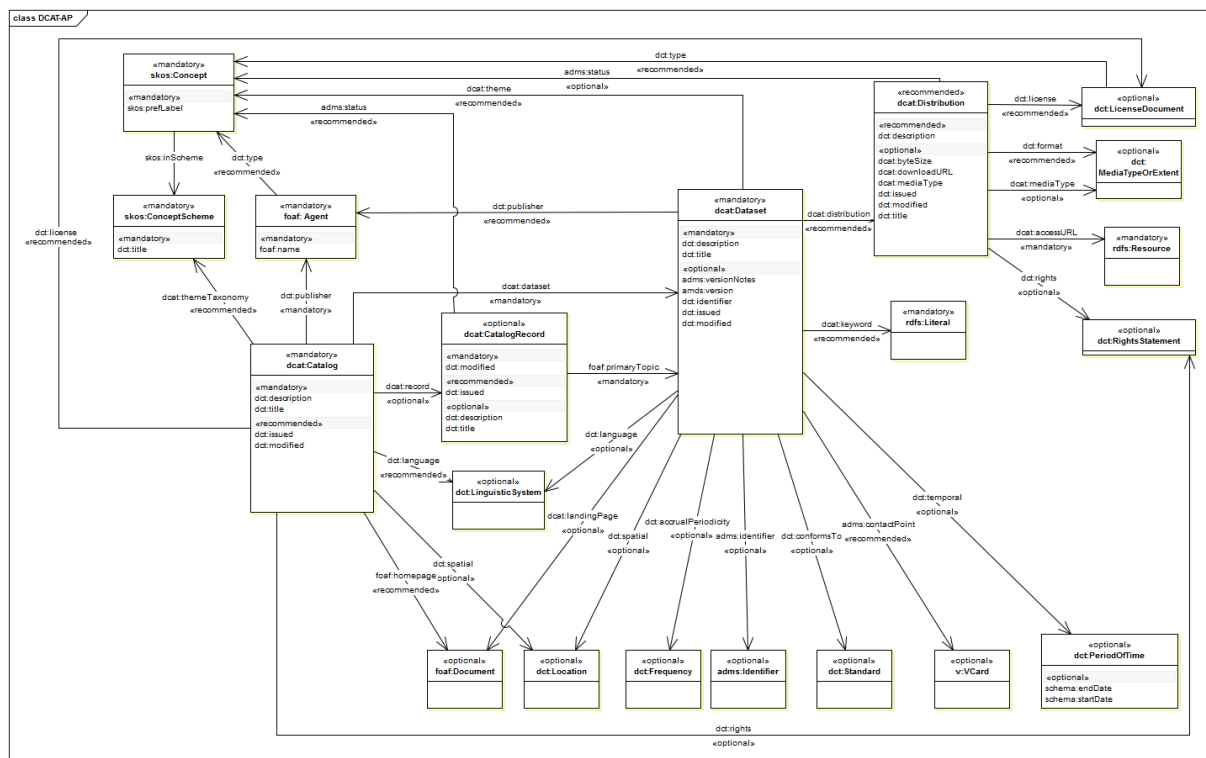 class DCAT-AP
«mandatory»
skos:Concept
«mandatory»
skos:prefLabel
dct:type
«recommended»
adms:status
«optional»
dcat:theme
«recommended»
adms:status
«recommended»
«recommended»
dcat:Distribution
«recommended»
dct:description
«optional»
dcat:byteSize
dcat:downloadURL
dcat:mediaType
dct:issued
dct:modified
dct:title
dct:license
«recommended»
«optional»
dct:LicenseDocument
dct:format
«recommended»
dcat:mediaType
«optional»
«optional»
dct:
MediaTypeOrExtent
dcat:accessURL
«mandatory»
«mandatory»
rdfs:Resource
dct:rights
«optional»
«optional»
dct:RightsStatement
skos:inScheme
dct:type
«recommended»
«mandatory»
skos:ConceptScheme
«mandatory»
dct:title
«mandatory»
foaf: Agent
«mandatory»
foaf:name
dct:publisher
«recommended»
«mandatory»
dcat:Dataset
«mandatory»
dct:description
dct:title
«optional»
adms:versionNotes
amds:version
dct:identifier
dct:issued
dct:modified
dcat:distribution
«recommended»
dcat:keyword
«recommended»
«mandatory»
rdfs:Literal
dct:license
«recommended»
dcat:themeTaxonomy
«recommended»
dct:publisher
«mandatory»
dcat:dataset
«mandatory»
«optional»
dcat:CatalogRecord
«mandatory»
dct:modified
«recommended»
dct:issued
«optional»
dct:description
dct:title
foaf:primaryTopic
«mandatory»
«mandatory»
dcat:Catalog
«mandatory»
dct:description
dct:title
«recommended»
dct:issued
dct:modified
dcat:record
«optional»
dct:language
«recommended»
«optional»
dct:LinguisticSystem
dct:language
«optional»
dcat:landingPage
«optional»
dct:spatial
«optional»
dct:accrualPeriodicity
«optional»
adms:identifier
«optional»
dct:conformsTo
«optional»
adms:contactPoint
«recommended»
dct:temporal
«optional»
foaf:homepage
«recommended»
dct:spatial
«optional»
«optional»
foaf:Document
«optional»
dct:Location
«optional»
dct:Frequency
«optional»
adms:Identifier
«optional»
dct:Standard
«optional»
v:VCard
«optional»
dct:PeriodOfTime
«optional»
schema:endDate
schema:startDate
dct:rights
«optional»